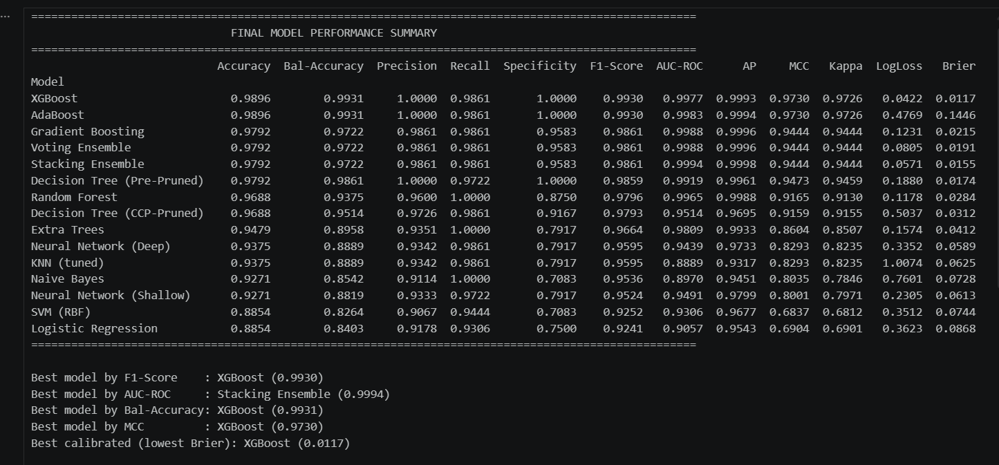 ...
====================================================================================================
FINAL MODEL PERFORMANCE SUMMARY
====================================================================================================
Accuracy Bal-Accuracy Precision Recall Specificity F1-Score AUC-ROC AP MCC Kappa LogLoss Brier
Model
XGBoost 0.9896 0.9931 1.0000 0.9861 1.0000 0.9930 0.9977 0.9993 0.9730 0.9726 0.0422 0.0117
AdaBoost 0.9896 0.9931 1.0000 0.9861 1.0000 0.9930 0.9983 0.9994 0.9730 0.9726 0.4769 0.1446
Gradient Boosting 0.9792 0.9722 0.9861 0.9861 0.9583 0.9861 0.9988 0.9996 0.9444 0.9444 0.1231 0.0215
Voting Ensemble 0.9792 0.9722 0.9861 0.9861 0.9583 0.9861 0.9988 0.9996 0.9444 0.9444 0.0805 0.0191
Stacking Ensemble 0.9792 0.9722 0.9861 0.9861 0.9583 0.9861 0.9994 0.9998 0.9444 0.9444 0.0571 0.0155
Decision Tree (Pre-Pruned) 0.9792 0.9861 1.0000 0.9722 1.0000 0.9859 0.9919 0.9961 0.9473 0.9459 0.1880 0.0174
Random Forest 0.9688 0.9375 0.9600 1.0000 0.8750 0.9796 0.9965 0.9988 0.9165 0.9130 0.1178 0.0284
Decision Tree (CCP-Pruned) 0.9688 0.9514 0.9726 0.9861 0.9167 0.9793 0.9514 0.9695 0.9159 0.9155 0.5037 0.0312
Extra Trees 0.9479 0.8958 0.9351 1.0000 0.7917 0.9664 0.9809 0.9933 0.8604 0.8507 0.1574 0.0412
Neural Network (Deep) 0.9375 0.8889 0.9342 0.9861 0.7917 0.9595 0.9439 0.9733 0.8293 0.8235 0.3352 0.0589
KNN (tuned) 0.9375 0.8889 0.9342 0.9861 0.7917 0.9595 0.8889 0.9317 0.8293 0.8235 1.0074 0.0625
Naive Bayes 0.9271 0.8542 0.9114 1.0000 0.7083 0.9536 0.8970 0.9451 0.8035 0.7846 0.7601 0.0728
Neural Network (Shallow) 0.9271 0.8819 0.9333 0.9722 0.7917 0.9524 0.9491 0.9799 0.8001 0.7971 0.2305 0.0613
SVM (RBF) 0.8854 0.8264 0.9067 0.9444 0.7083 0.9252 0.9306 0.9677 0.6837 0.6812 0.3512 0.0744
Logistic Regression 0.8854 0.8403 0.9178 0.9306 0.7500 0.9241 0.9057 0.9543 0.6904 0.6901 0.3623 0.0868
====================================================================================================
Best model by F1-Score    : XGBoost (0.9930)
Best model by AUC-ROC     : Stacking Ensemble (0.9994)
Best model by Bal-Accuracy: XGBoost (0.9931)
Best model by MCC         : XGBoost (0.9730)
Best calibrated (lowest Brier): XGBoost (0.0117)